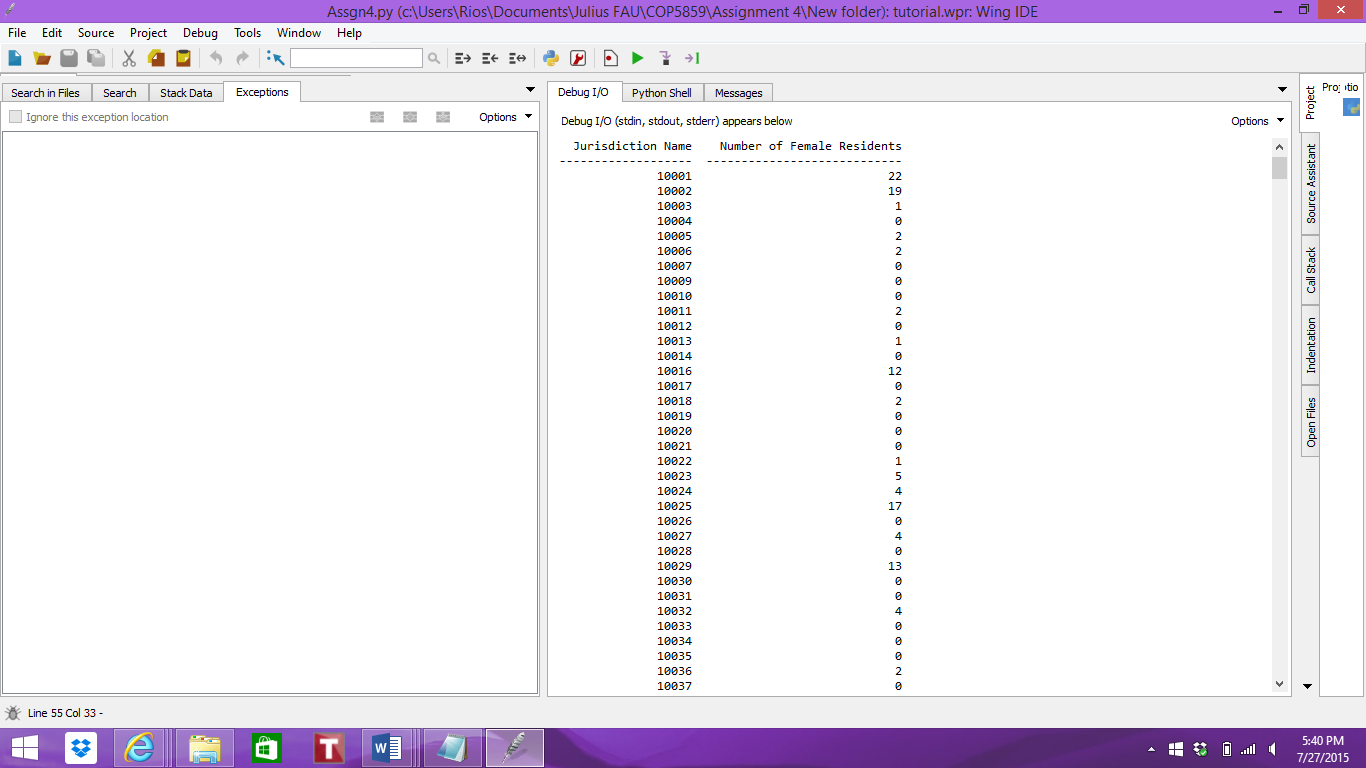 Assgn4.py (c:\Users\Rios\Documents\Julius FAU\COP5859\Assignment 4\New folder): tutorial.wpr: Wing IDE
File Edit Source Project Debug Tools Window Help
Search in Files Search Stack Data Exceptions
Ignore this exception location Options
Debug I/O Python Shell Messages
Debug I/O (stdin, stdout, stderr) appears below Options
Jurisdiction Name Number of Female Residents
------------------- ----------------------------
10001 22
10002 19
10003 1
10004 0
10005 2
10006 2
10007 0
10009 0
10010 0
10011 2
10012 0
10013 1
10014 0
10016 12
10017 0
10018 2
10019 0
10020 0
10021 0
10022 1
10023 5
10024 4
10025 17
10026 0
10027 4
10028 0
10029 13
10030 0
10031 0
10032 4
10033 0
10034 0
10035 0
10036 2
10037 0
Project
Source Assistant
Call Stack
Indentation
Open Files
Line 55 Col 33 -
T
W
5:40 PM
7/27/2015